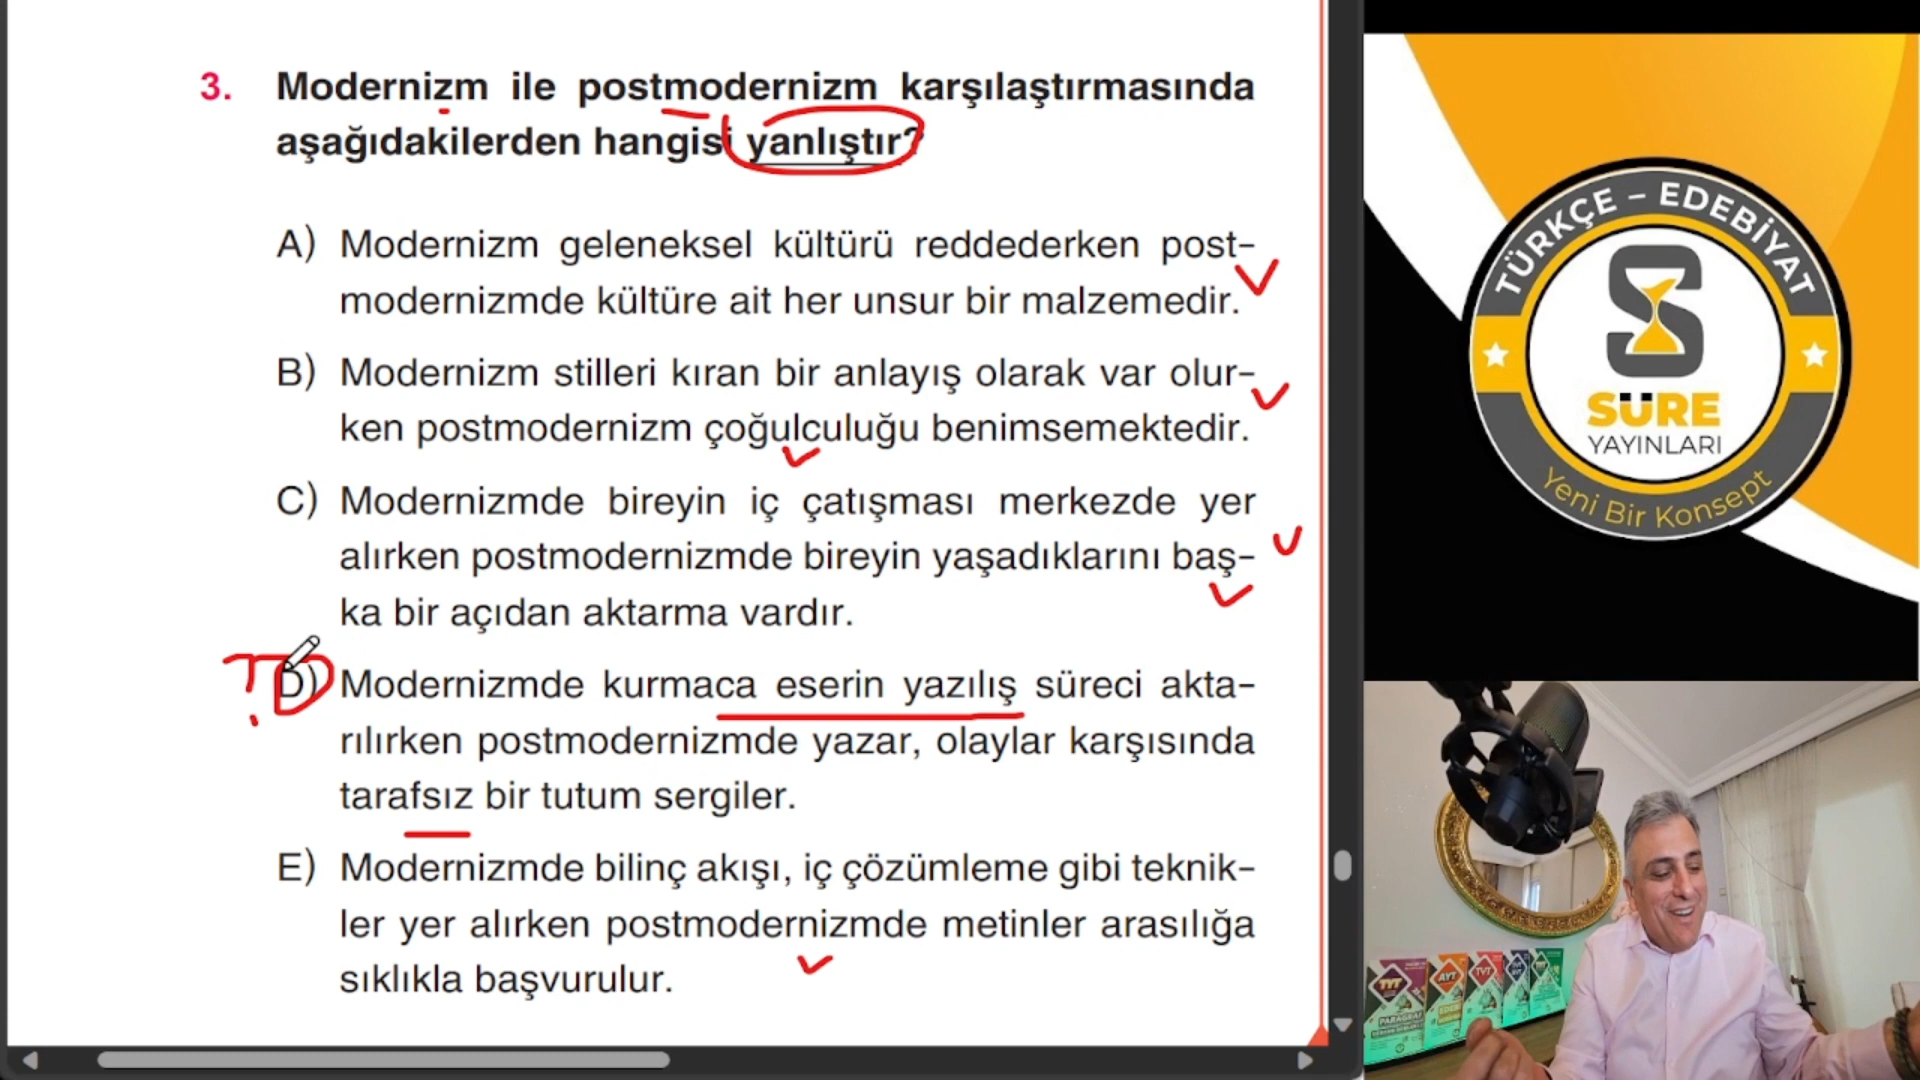 3. Modernizm ile postmodernizm karşılaştırmasında
aşağıdakilerden hangisi yanlıştır?
A) Modernizm geleneksel kültürü reddederken post-
modernizmde kültüre ait her unsur bir malzemedir.
B) Modernizm stilleri kıran bir anlayış olarak var olur-
ken postmodernizm çoğulculuğu benimsemektedir.
C) Modernizmde bireyin iç çatışması merkezde yer
alırken postmodernizmde bireyin yaşadıklarını baş-
ka bir açıdan aktarma vardır.
D) Modernizmde kurmaca eserin yazılış süreci akta-
rılırken postmodernizmde yazar, olaylar karşısında
tarafsız bir tutum sergiler.
E) Modernizmde bilinç akışı, iç çözümleme gibi teknik-
ler yer alırken postmodernizmde metinler arasılığa
sıklıkla başvurulur.
TÜRKÇE – EDEBİYAT
SÜRE
YAYINLARI
Yeni Bir Konsept
TYT
PARAGRAF
AYT
TYT